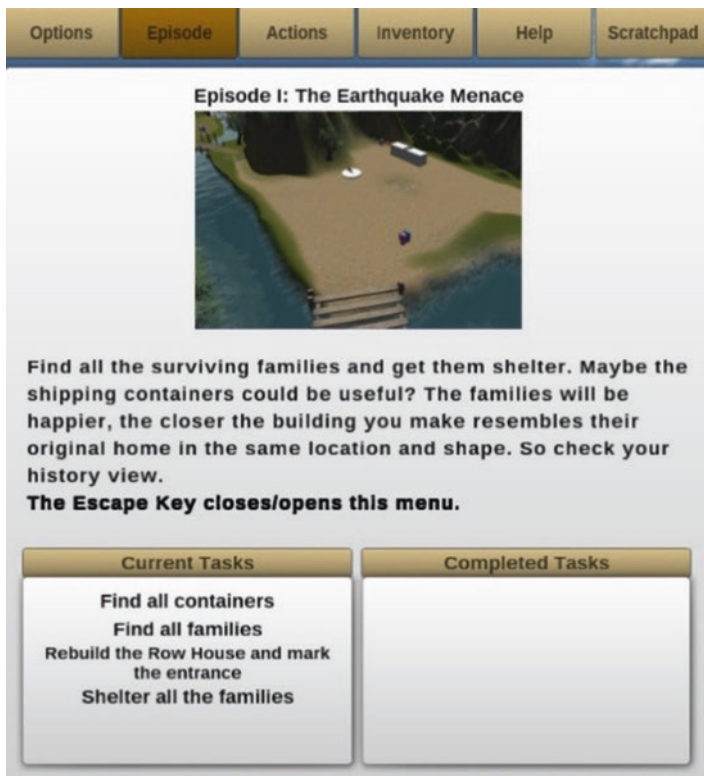 Options Episode Actions Inventory Help Scratchpad
Episode I: The Earthquake Menace
Find all the surviving families and get them shelter. Maybe the
shipping containers could be useful? The families will be
happier, the closer the building you make resembles their
original home in the same location and shape. So check your
history view.
The Escape Key closes/opens this menu.
Current Tasks
Find all containers
Find all families
Rebuild the Row House and mark
the entrance
Shelter all the families
Completed Tasks